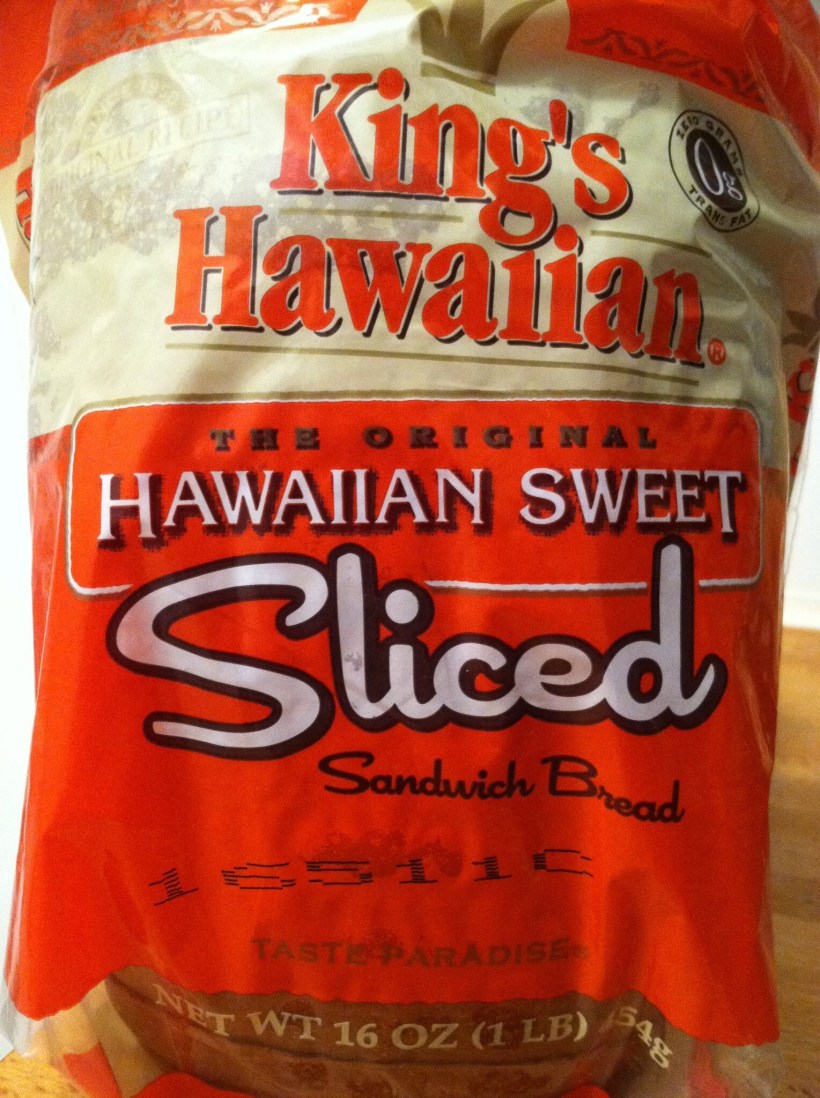 ORIGINAL RECIPE
King's
ZERO GRAMS
0g
TRANS FAT
Hawaiian®
THE ORIGINAL
HAWAIIAN SWEET
Sliced
Sandwich Bread
TASTE PARADISE
NET WT 16 OZ (1 LB) 454g